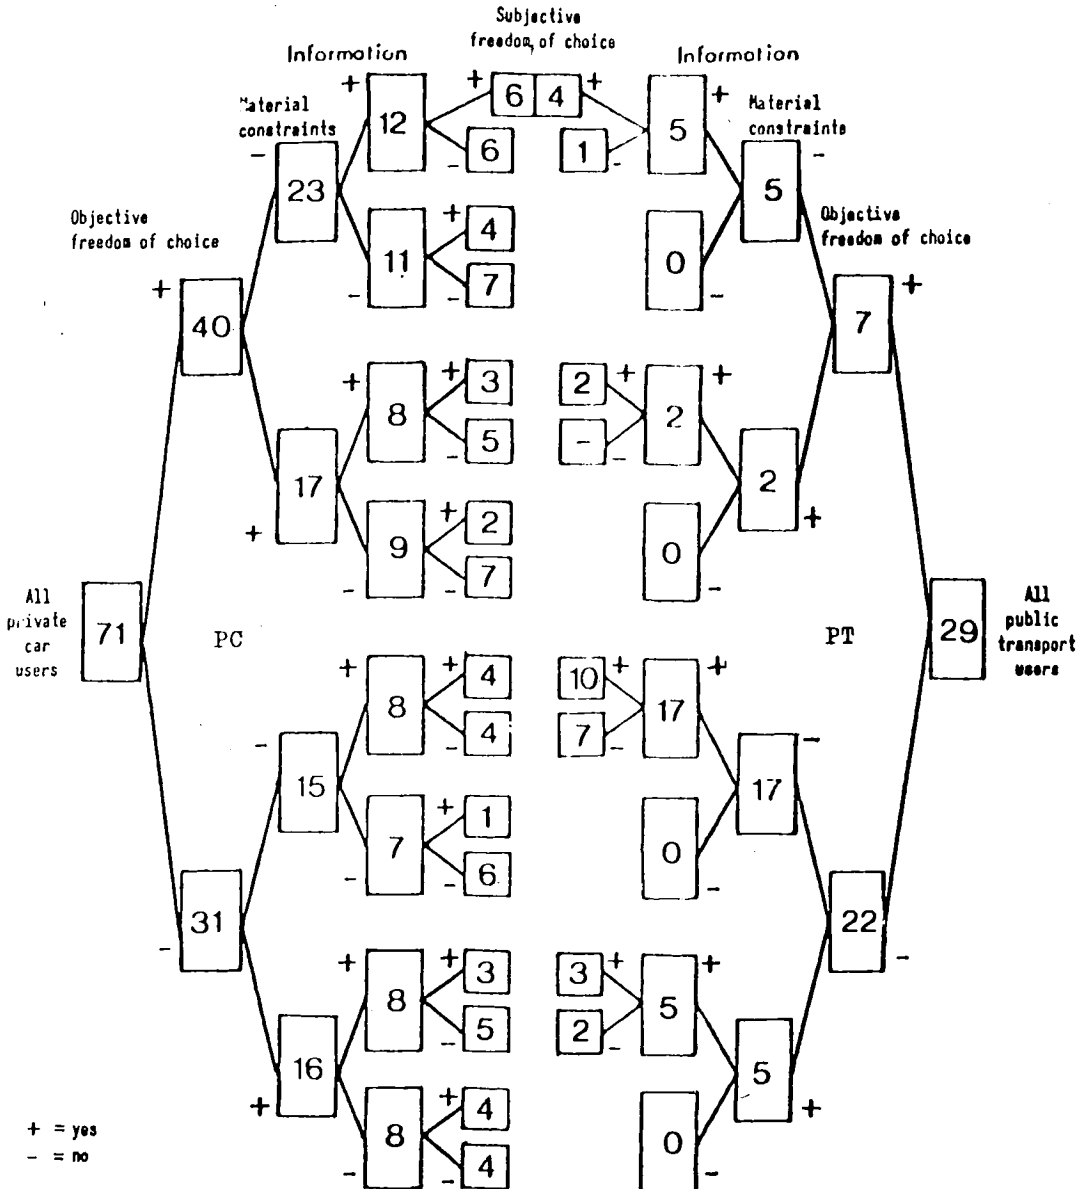 Subjective
freedom of choice
Information
Information
Material
constraints
Material
constraints
Objective
freedom of choice
Objective
freedom of choice
+ 12 + 6 4 + 5 +
- 23 - 6 1 - 5 -
11 + 4 0
- - 7 -
+ 40 7 +
+ 8 + 3 2 + 2 +
- 5 - -
17 2
+ 9 + 2 0 +
- - 7 -
All
private
car
users
71
PC
PT
29
All
public
transport
users
+ 8 + 4 10 + 17 +
- 4 7 -
- 15 17 -
7 + 1 0
- - 6 -
31 22
- -
+ 8 + 3 3 + 5 +
- 5 2 -
16 5
+ 8 + 4 0 +
- - 4 -
+ = yes
- = no